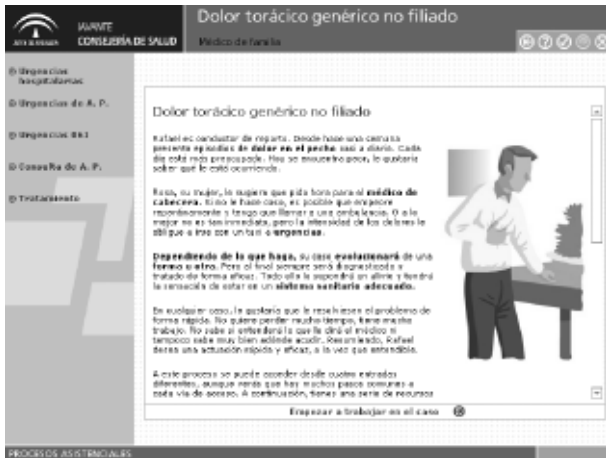 Dolor torácico genérico no filiado
IAVANTE
CONSEJERÍA DE SALUD
Médico de familia
Urgencias
hospitalarias
Urgencias de A. P.
Urgencias 061
Consulta de A. P.
Tratamiento
Dolor torácico genérico no filiado
Rafael es conductor de reparto. Desde hace una semana
presenta episodios de dolor en el pecho casi a diario. Cada
día está más preocupado. Hoy se encuentra peor, le gustaría
saber qué le está ocurriendo.
Rosa, su mujer, le sugiere que pida hora para el médico de
cabecera. Si no le hace caso, es posible que empeore
repentinamente y tenga que llamar a una ambulancia. O a lo
mejor no es tan inmediato, pero la intensidad de los dolores le
obligue a irse con un taxi a urgencias.
Dependiendo de lo que haga, su caso evolucionará de una
forma u otra. Pero al final siempre será diagnosticado y
tratado de forma eficaz. Todo ello le supondrá un alivio y tendrá
la sensación de estar en un sistema sanitario adecuado.
En cualquier caso, le gustaría que le resolviesen el problema de
forma rápida. No quiere perder mucho tiempo, tiene mucho
trabajo. No sabe si entenderá lo que le dirá el médico ni
tampoco sabe muy bien adónde acudir. Resumiendo, Rafael
desea una actuación rápida y eficaz, a la vez que entendible.
A este proceso se puede acceder desde cuatro entradas
diferentes, aunque verás que hay muchos pasos comunes a
cada vía de acceso. A continuación, tienes una serie de recursos
Empezar a trabajar en el caso
PROCESOS ASISTENCIALES